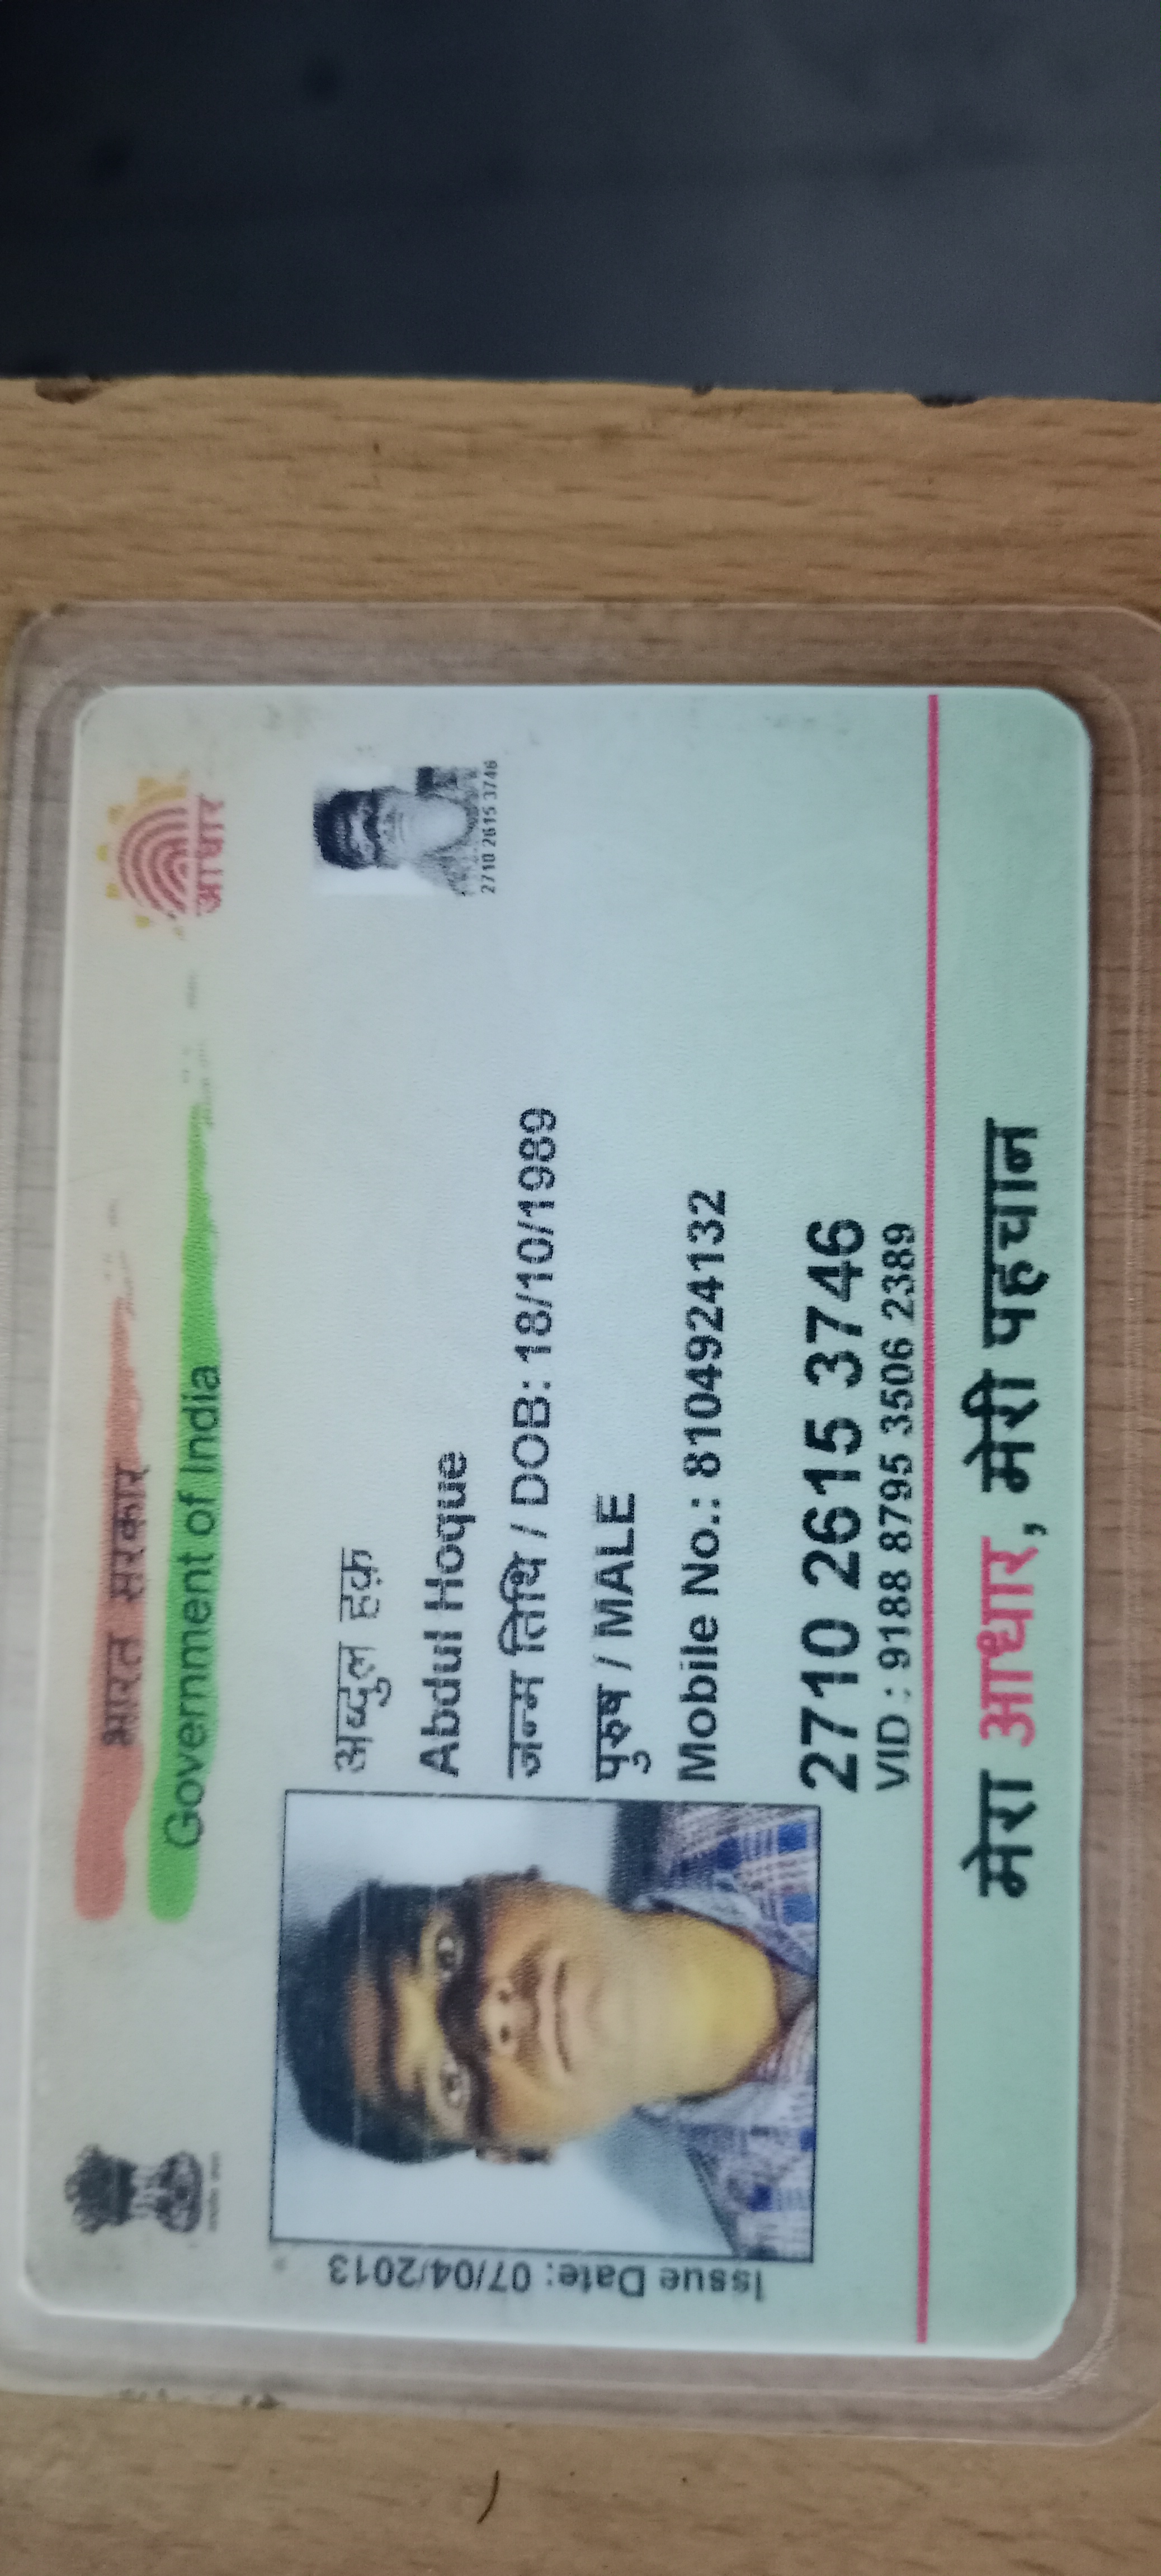 भारत सरकार
Government of India
आधार
Issue Date: 07/04/2013
अब्दुल हक़
Abdul Hoque
जन्म तिथि / DOB: 18/10/1989
पुरुष / MALE
Mobile No.: 8104924132
2710 2615 3746
2710 2615 3746
VID : 9188 8795 3506 2389
मेरा आधार, मेरी पहचान